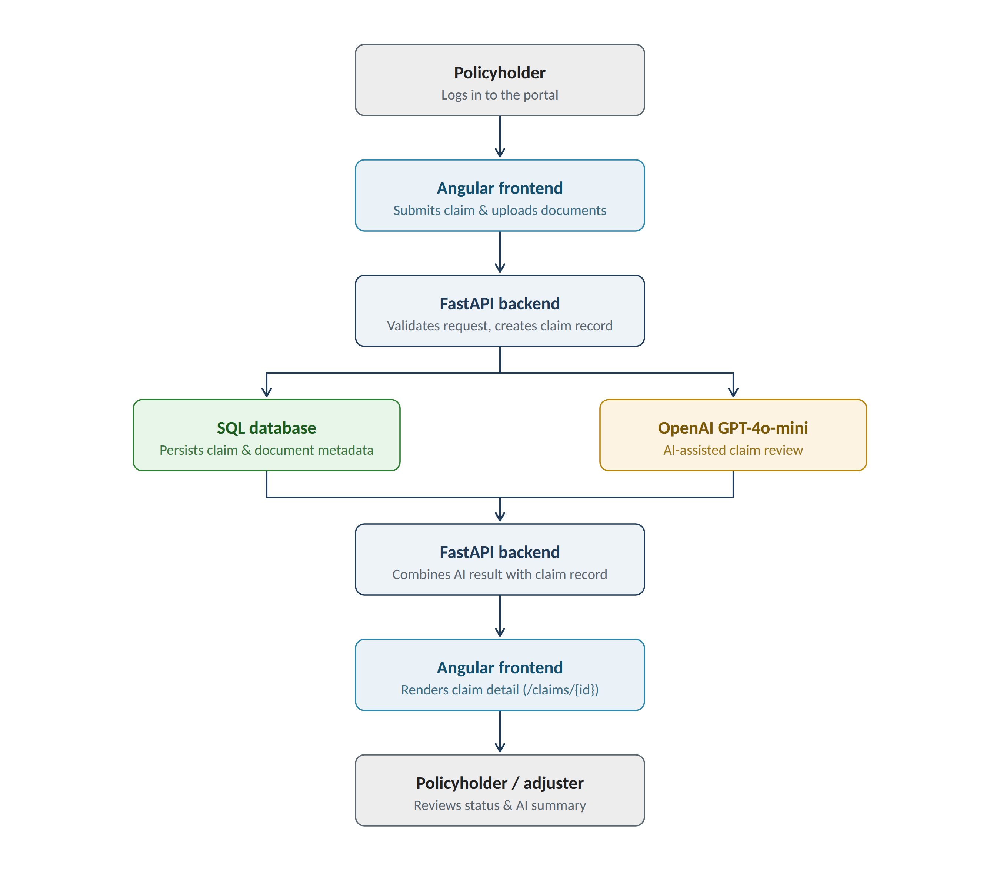 Policyholder
Logs in to the portal
Angular frontend
Submits claim & uploads documents
FastAPI backend
Validates request, creates claim record
SQL database
Persists claim & document metadata
OpenAI GPT-4o-mini
AI-assisted claim review
FastAPI backend
Combines AI result with claim record
Angular frontend
Renders claim detail (/claims/{id})
Policyholder / adjuster
Reviews status & AI summary